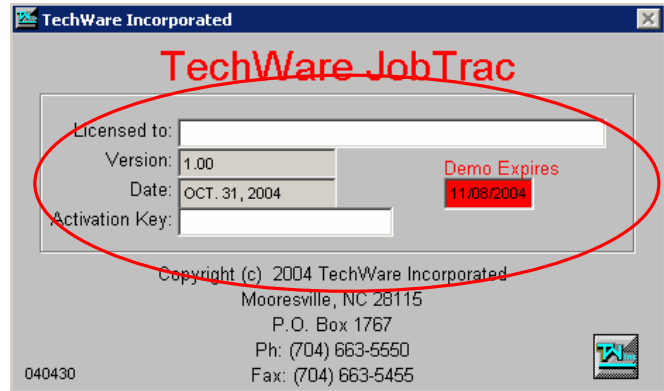 TechWare Incorporated
TechWare JobTrac
Licensed to:
Version: 1.00
Demo Expires
Date: OCT. 31, 2004
11/08/2004
Activation Key:
Copyright (c) 2004 TechWare Incorporated
Mooresville, NC 28115
P.O. Box 1767
Ph: (704) 663-5550
040430
Fax: (704) 663-5455